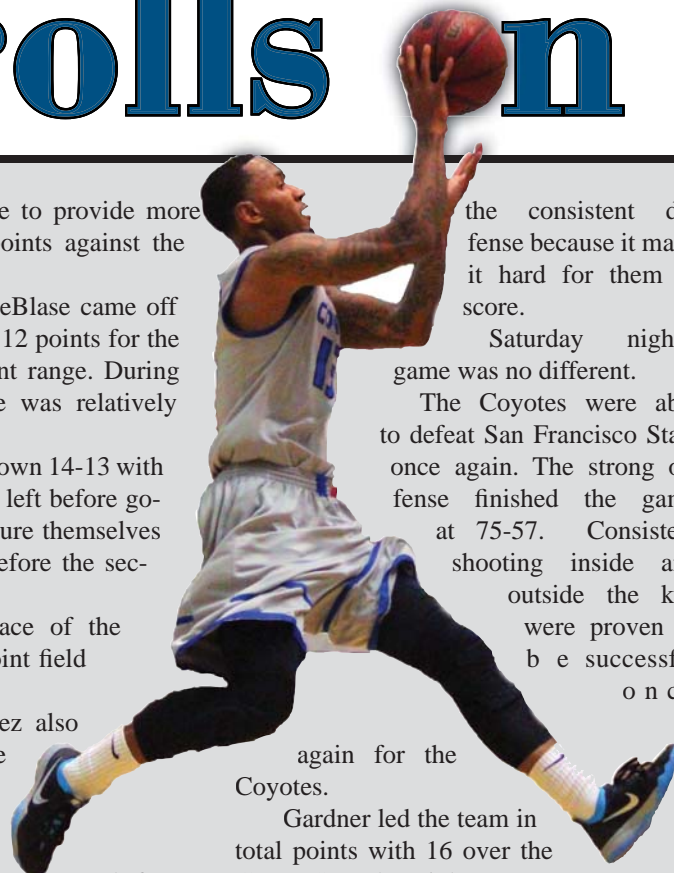 rolls n
e to provide more
oints against the
eBlase came off
12 points for the
nt range. During
e was relatively
own 14-13 with
left before go-
ure themselves
efore the sec-
ace of the
oint field
ez also
e
the consistent d
fense because it ma
it hard for them
score.
Saturday nigh
game was no different.
The Coyotes were ab
to defeat San Francisco Sta
once again. The strong o
fense finished the gam
at 75-57. Consiste
shooting inside a
outside the k
were proven
b e successf
o n c
again for the
Coyotes.
Gardner led the team in
total points with 16 over the